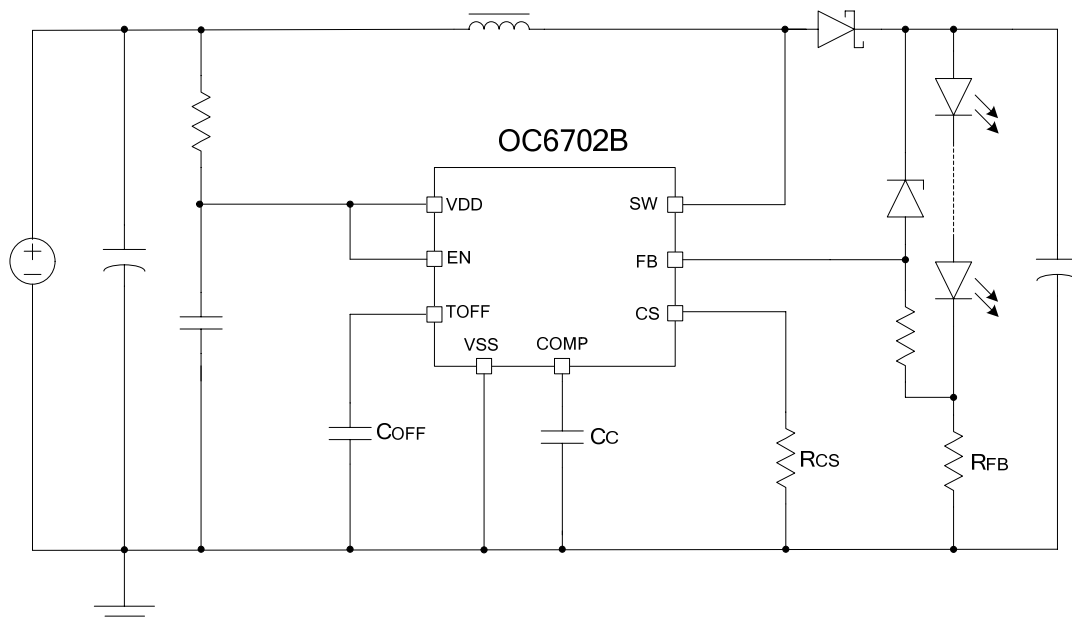 OC6702B
VDD
SW
EN
FB
TOFF
CS
VSS
COMP
COFF
CC
RCS
RFB